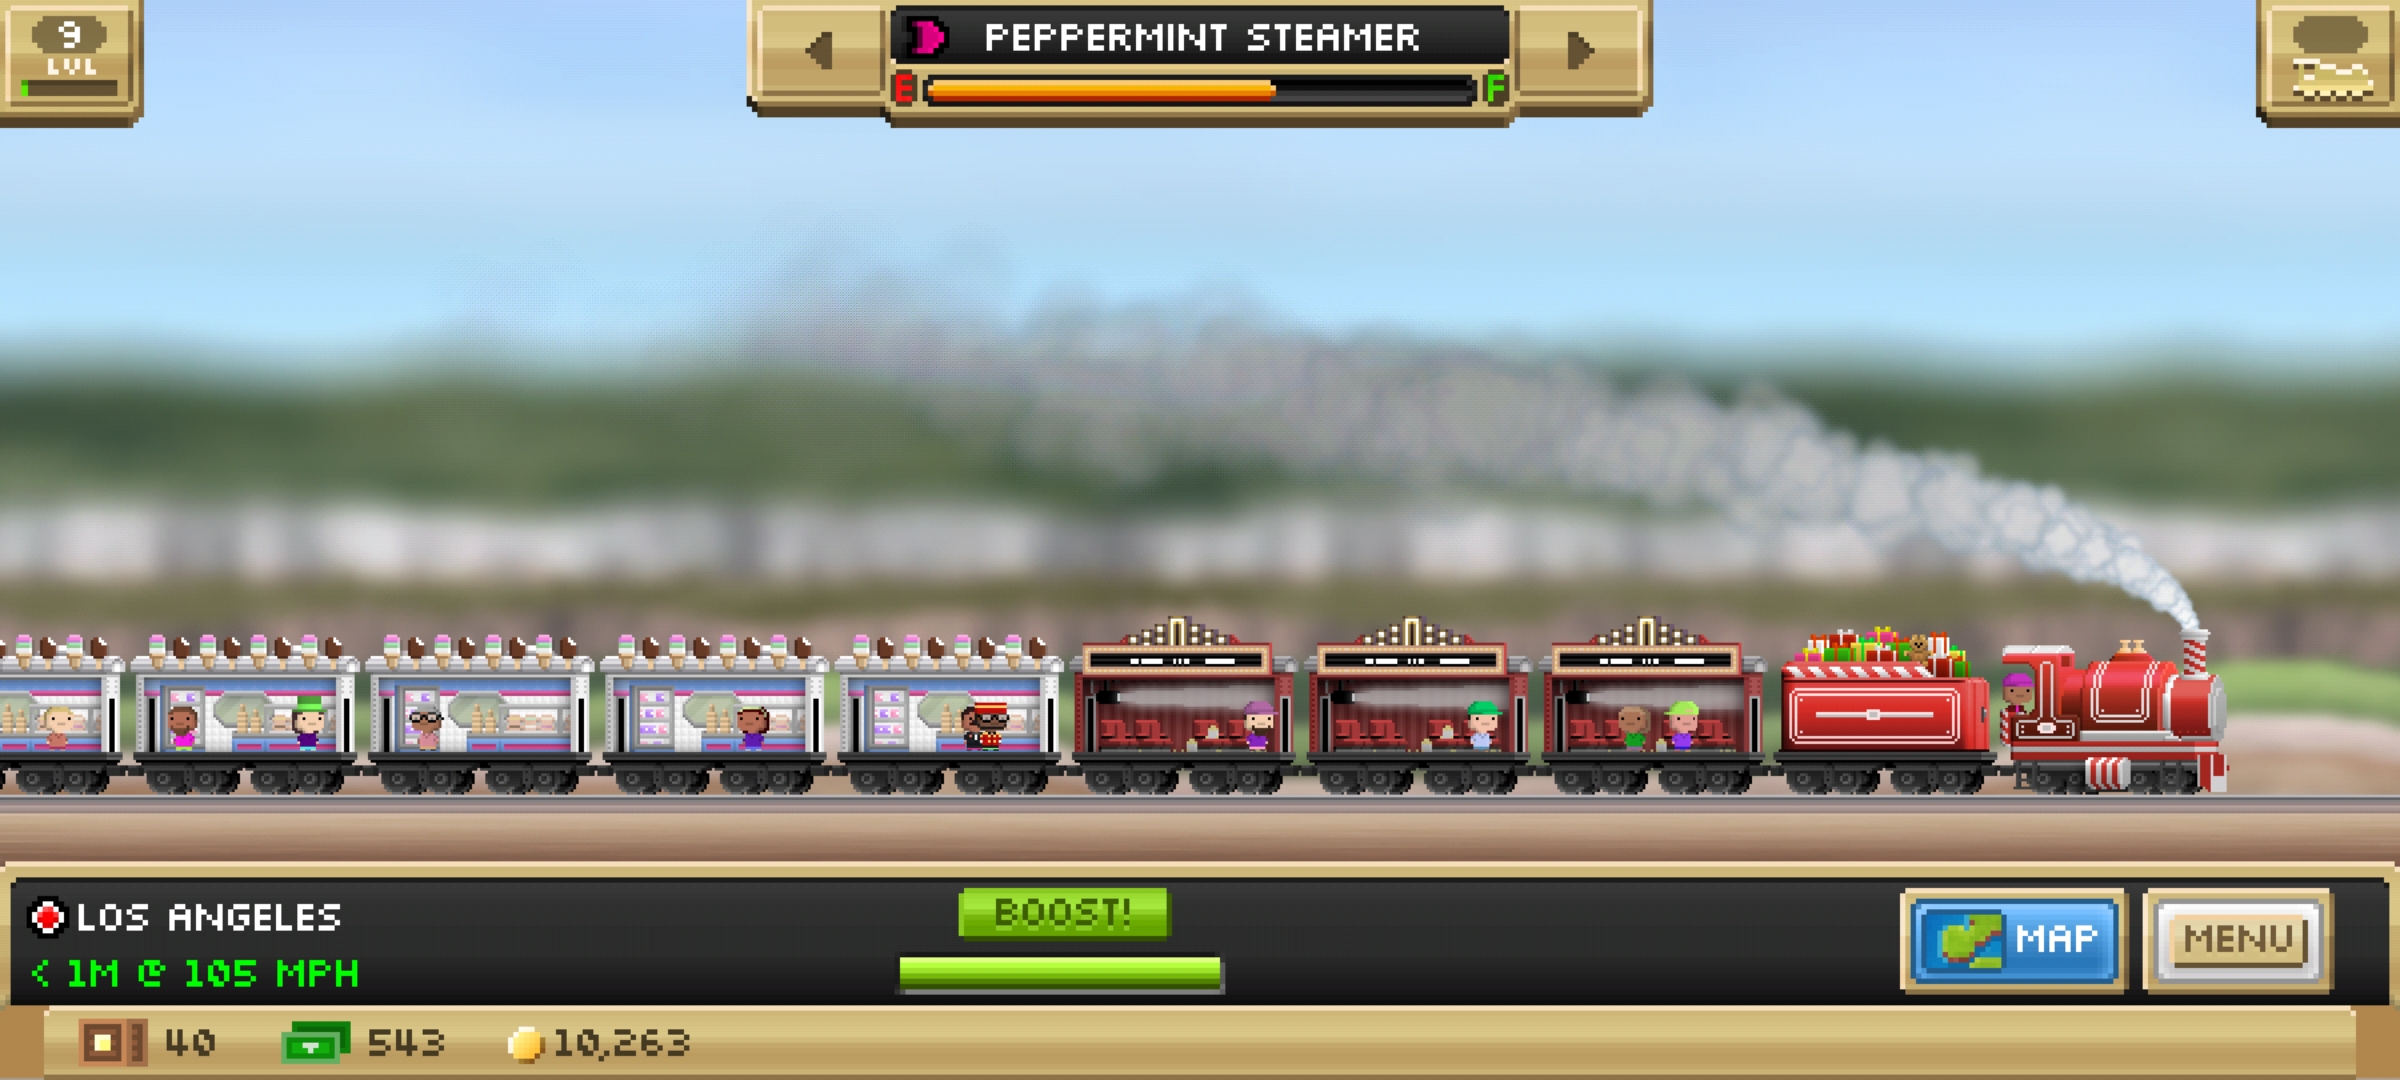 9
LVL
PEPPERMINT STEAMER
E F
LOS ANGELES
< 1M @ 105 MPH
BOOST!
MAP
MENU
40
543
10,263